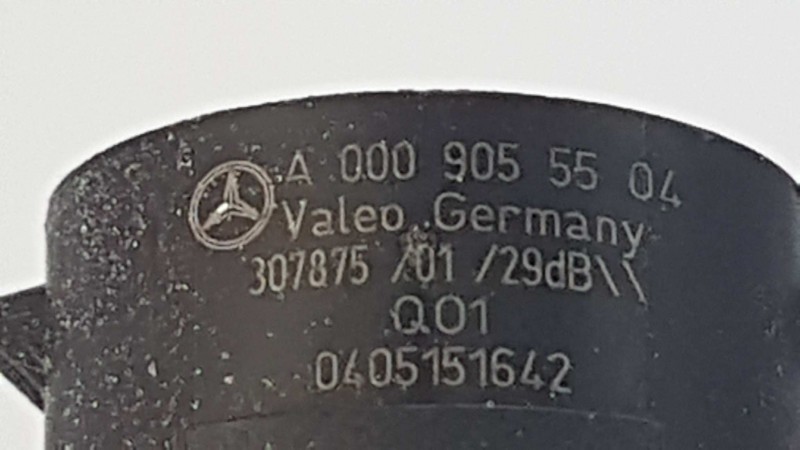 A 000 905 55 04
Valeo Germany
307875 /01 /29dB\\
Q01
0405151642